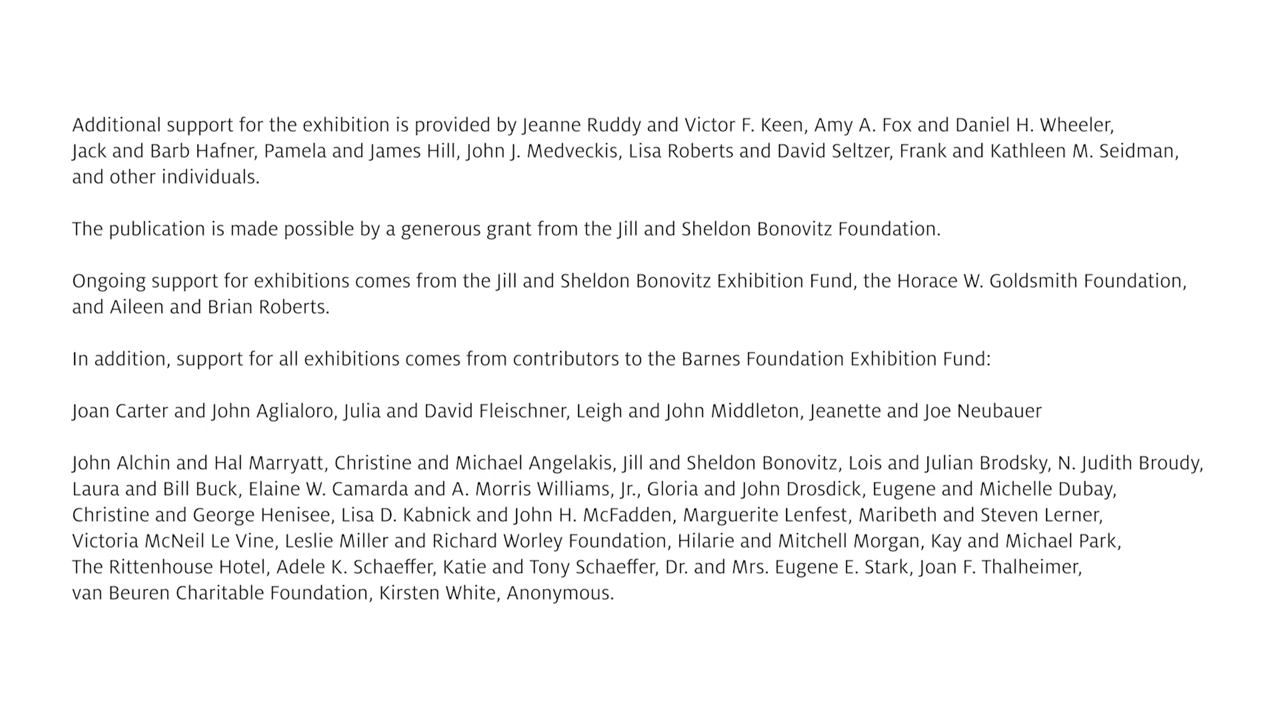 Additional support for the exhibition is provided by Jeanne Ruddy and Victor F. Keen, Amy A. Fox and Daniel H. Wheeler,
Jack and Barb Hafner, Pamela and James Hill, John J. Medveckis, Lisa Roberts and David Seltzer, Frank and Kathleen M. Seidman,
and other individuals.
The publication is made possible by a generous grant from the Jill and Sheldon Bonovitz Foundation.
Ongoing support for exhibitions comes from the Jill and Sheldon Bonovitz Exhibition Fund, the Horace W. Goldsmith Foundation,
and Aileen and Brian Roberts.
In addition, support for all exhibitions comes from contributors to the Barnes Foundation Exhibition Fund:
Joan Carter and John Aglialoro, Julia and David Fleischner, Leigh and John Middleton, Jeanette and Joe Neubauer
John Alchin and Hal Marryatt, Christine and Michael Angelakis, Jill and Sheldon Bonovitz, Lois and Julian Brodsky, N. Judith Broudy,
Laura and Bill Buck, Elaine W. Camarda and A. Morris Williams, Jr., Gloria and John Drosdick, Eugene and Michelle Dubay,
Christine and George Henisee, Lisa D. Kabnick and John H. McFadden, Marguerite Lenfest, Maribeth and Steven Lerner,
Victoria McNeil Le Vine, Leslie Miller and Richard Worley Foundation, Hilarie and Mitchell Morgan, Kay and Michael Park,
The Rittenhouse Hotel, Adele K. Schaeffer, Katie and Tony Schaeffer, Dr. and Mrs. Eugene E. Stark, Joan F. Thalheimer,
van Beuren Charitable Foundation, Kirsten White, Anonymous.